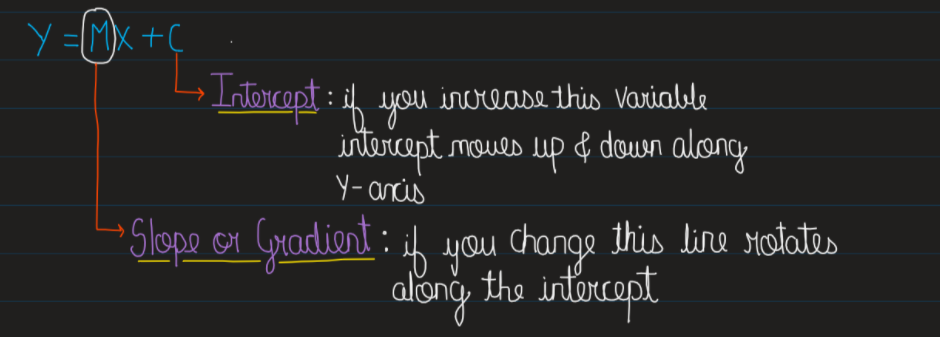 Y = MX + C
Intercept : if you increase this variable
intercept moves up & down along
Y-axis
Slope or Gradient : if you change this line rotates
along the intercept